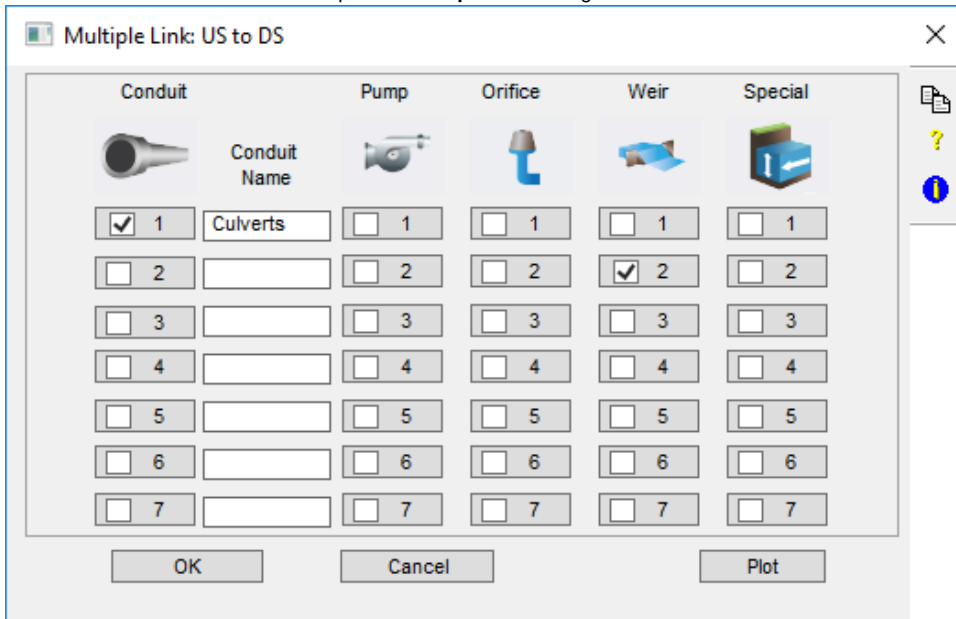 Multiple Link: US to DS
Conduit Pump Orifice Weir Special
Conduit
Name
1 Culverts 1 1 1 1
2 2 2 2 2
3 3 3 3 3
4 4 4 4 4
5 5 5 5 5
6 6 6 6 6
7 7 7 7 7
OK Cancel Plot